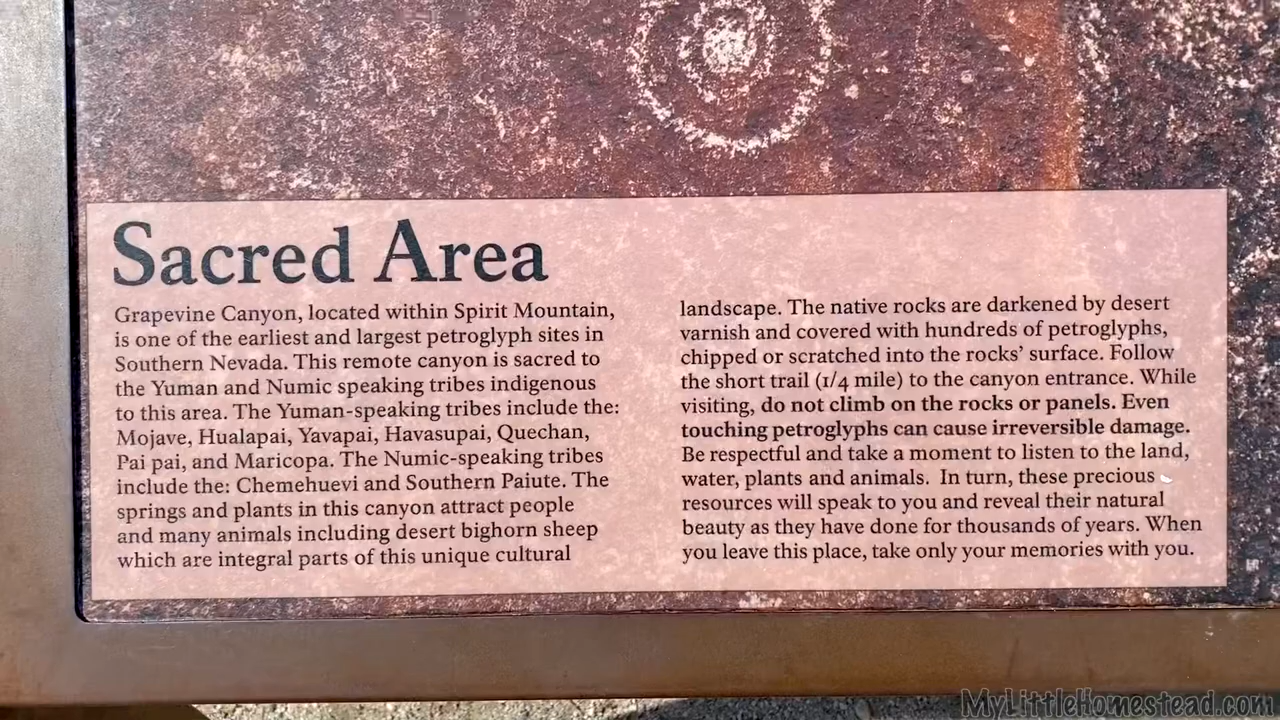 Sacred Area
Grapevine Canyon, located within Spirit Mountain,
is one of the earliest and largest petroglyph sites in
Southern Nevada. This remote canyon is sacred to
the Yuman and Numic speaking tribes indigenous
to this area. The Yuman-speaking tribes include the:
Mojave, Hualapai, Yavapai, Havasupai, Quechan,
Pai pai, and Maricopa. The Numic-speaking tribes
include the: Chemehuevi and Southern Paiute. The
springs and plants in this canyon attract people
and many animals including desert bighorn sheep
which are integral parts of this unique cultural
landscape. The native rocks are darkened by desert
varnish and covered with hundreds of petroglyphs,
chipped or scratched into the rocks’ surface. Follow
the short trail (1/4 mile) to the canyon entrance. While
visiting, do not climb on the rocks or panels. Even
touching petroglyphs can cause irreversible damage.
Be respectful and take a moment to listen to the land,
water, plants and animals. In turn, these precious
resources will speak to you and reveal their natural
beauty as they have done for thousands of years. When
you leave this place, take only your memories with you.
MyLittleHomestead.com